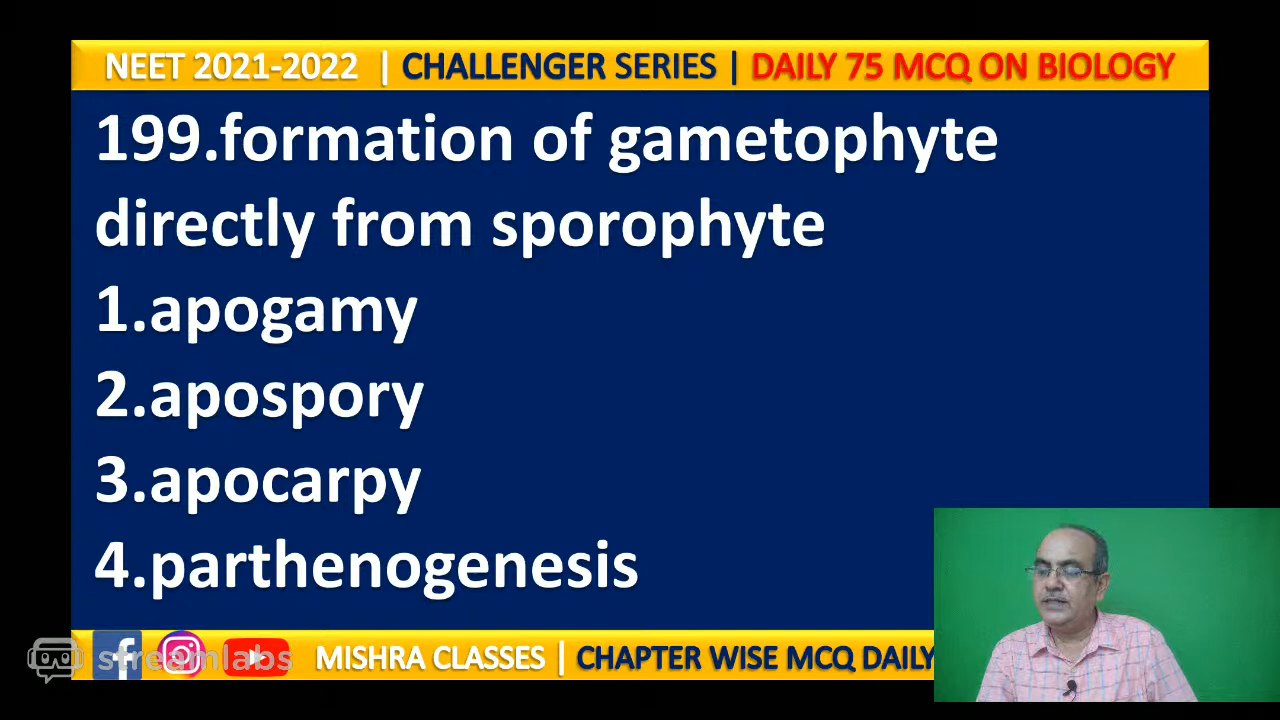 NEET 2021-2022 | CHALLENGER SERIES | DAILY 75 MCQ ON BIOLOGY
199.formation of gametophyte
directly from sporophyte
1.apogamy
2.apospory
3.apocarpy
4.parthenogenesis
streamlabs
MISHRA CLASSES | CHAPTER WISE MCQ DAILY